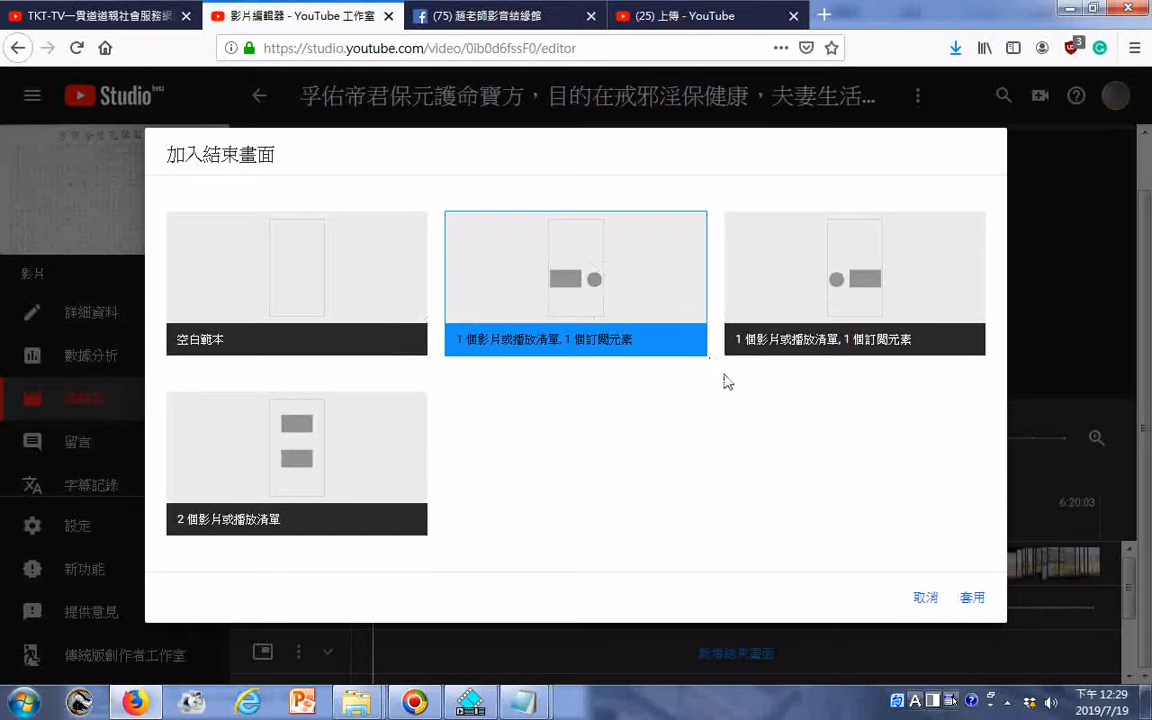 TKT-TV一貫道道親社會服務網
影片編輯器 - YouTube 工作室
(75) 趙老師影音結緣館
(25) 上傳 - YouTube
https://studio.youtube.com/video/0ib0d6fssF0/editor
3
Studio beta
孚佑帝君保元護命寶方，目的在戒邪淫保健康，夫妻生活...
加入結束畫面
空白範本
1 個影片或播放清單, 1 個訂閱元素
1 個影片或播放清單, 1 個訂閱元素
2 個影片或播放清單
取消
套用
影片
詳細資料
數據分析
編輯器
留言
字幕記錄
設定
新功能
提供意見
傳統版創作者工作室
6:20:03
新增結束畫面
A
下午 12:29
2019/7/19